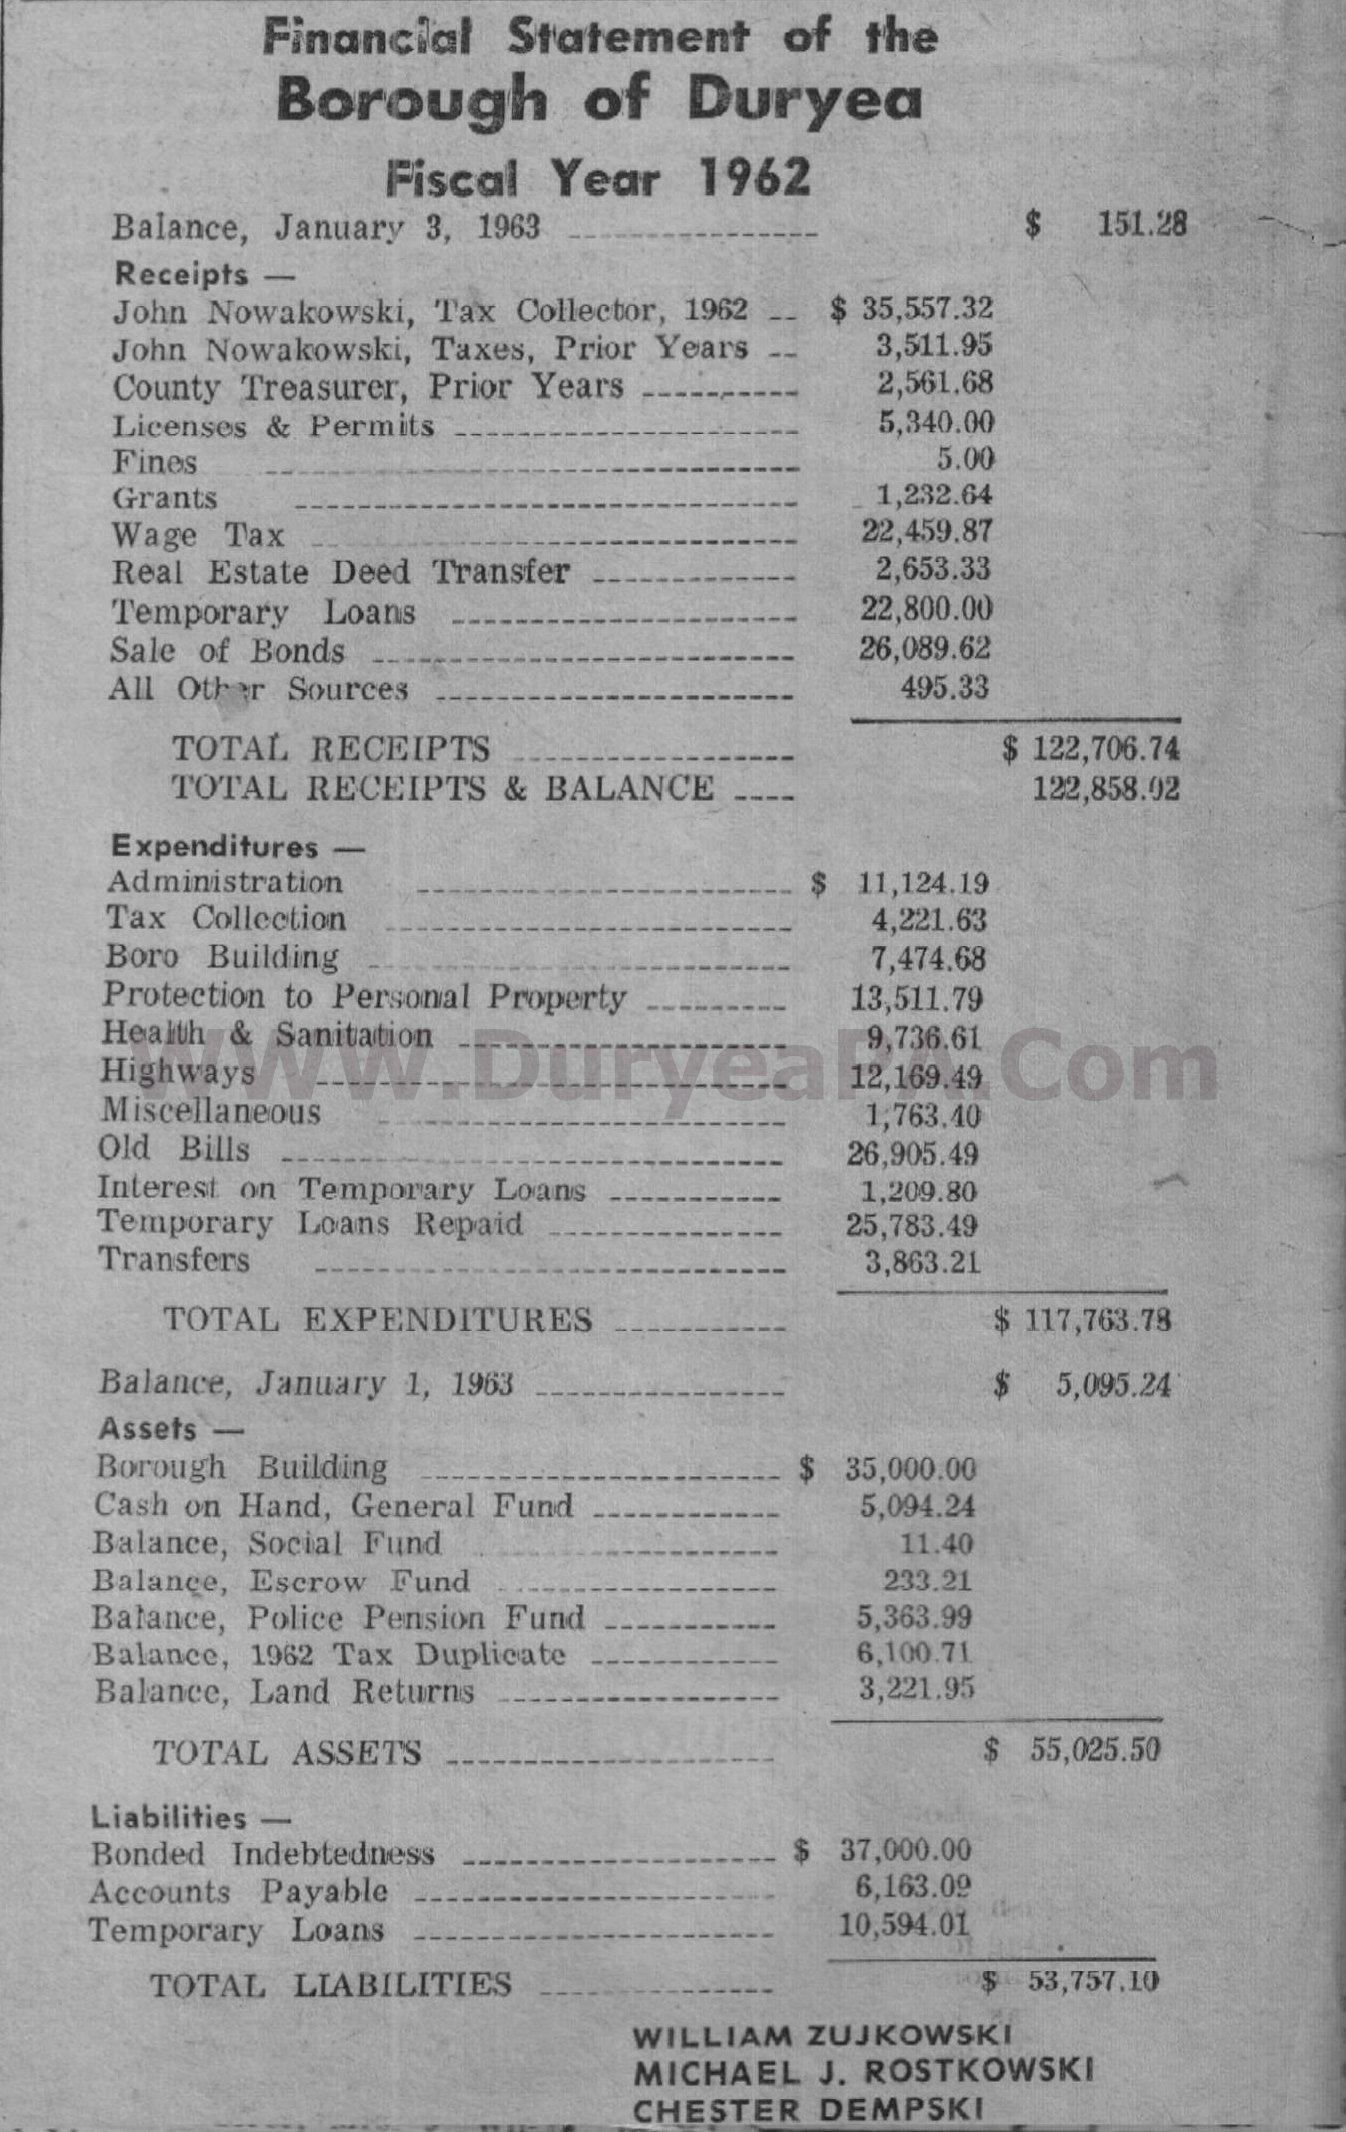 Financial Statement of the
Borough of Duryea
Fiscal Year 1962
Balance, January 3, 1963 $ 151.28
Receipts —
John Nowakowski, Tax Collector, 1962 $ 35,557.32
John Nowakowski, Taxes, Prior Years 3,511.95
County Treasurer, Prior Years 2,561.68
Licenses & Permits 5,340.00
Fines 5.00
Grants 1,232.64
Wage Tax 22,459.87
Real Estate Deed Transfer 2,653.33
Temporary Loans 22,800.00
Sale of Bonds 26,089.62
All Other Sources 495.33
TOTAL RECEIPTS $ 122,706.74
TOTAL RECEIPTS & BALANCE 122,858.02
Expenditures —
Administration $ 11,124.19
Tax Collection 4,221.63
Boro Building 7,474.68
Protection to Personal Property 13,511.79
Health & Sanitation 9,736.61
www.DuryeaPA.Com
Highways 12,169.49
Miscellaneous 1,763.40
Old Bills 26,905.49
Interest on Temporary Loans 1,209.80
Temporary Loans Repaid 25,783.49
Transfers 3,863.21
TOTAL EXPENDITURES $ 117,763.78
Balance, January 1, 1963 $ 5,095.24
Assets —
Borough Building $ 35,000.00
Cash on Hand, General Fund 5,094.24
Balance, Social Fund 11.40
Balance, Escrow Fund 233.21
Balance, Police Pension Fund 5,363.99
Balance, 1962 Tax Duplicate 6,100.71
Balance, Land Returns 3,221.95
TOTAL ASSETS $ 55,025.50
Liabilities —
Bonded Indebtedness $ 37,000.00
Accounts Payable 6,163.09
Temporary Loans 10,594.01
TOTAL LIABILITIES $ 53,757.10
WILLIAM ZUJKOWSKI
MICHAEL J. ROSTKOWSKI
CHESTER DEMPSKI